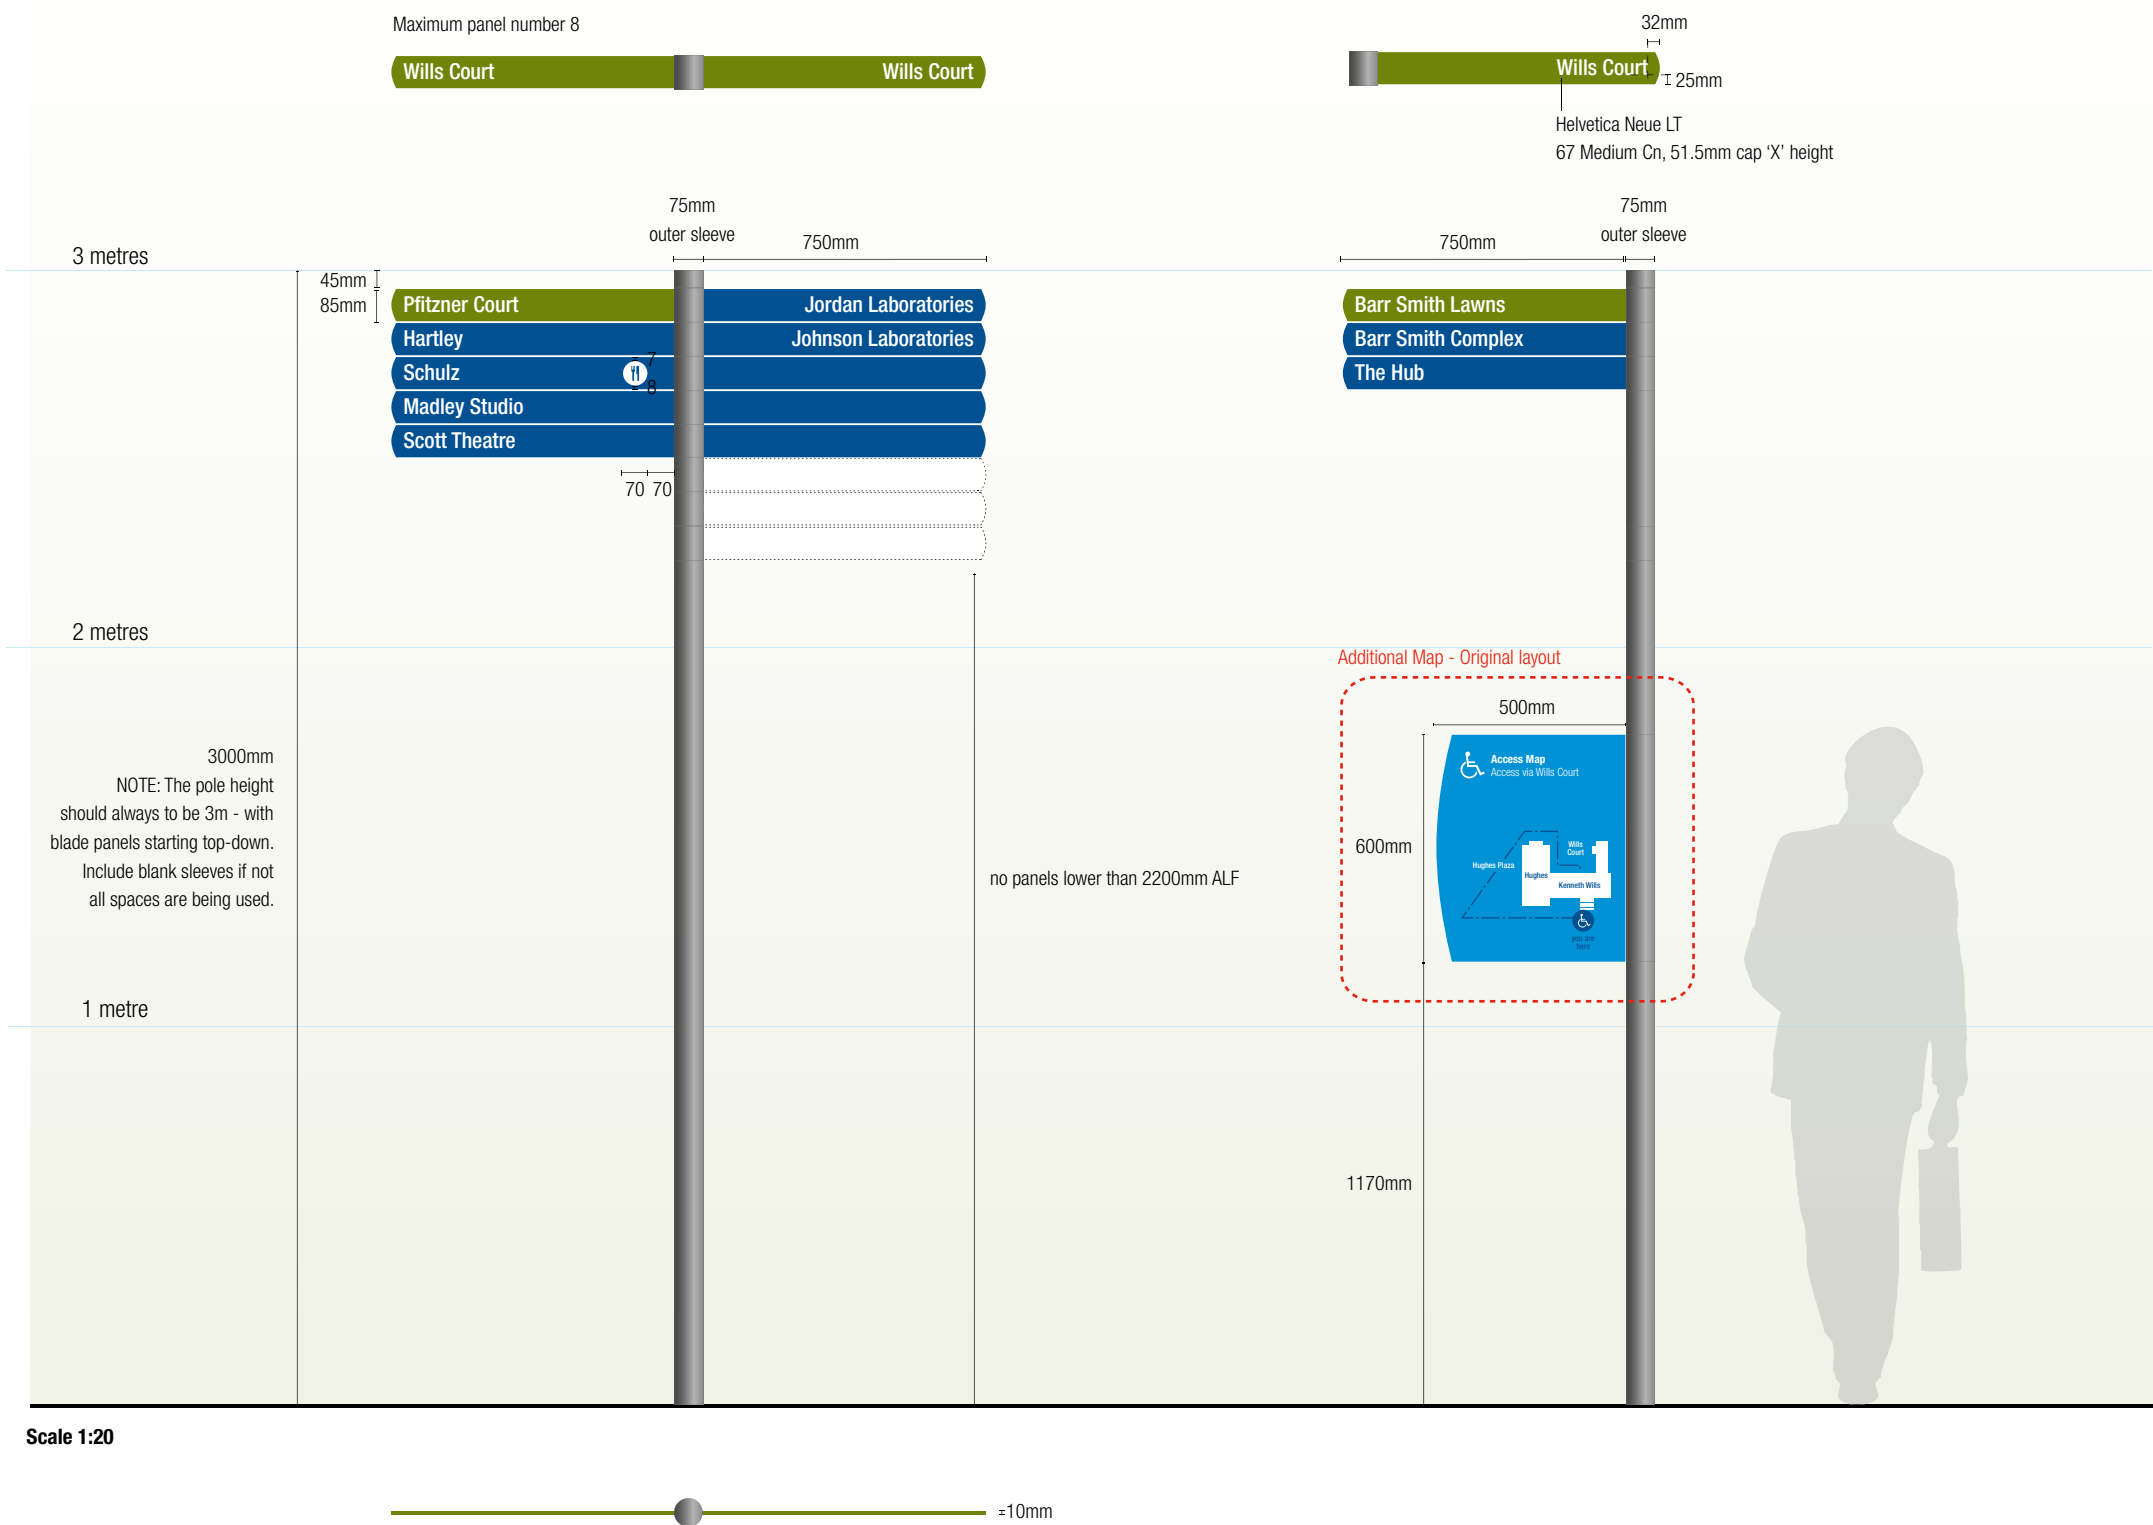 Maximum panel number 8
Wills Court
Wills Court
32mm
Wills Court
25mm
Helvetica Neue LT
67 Medium Cn, 51.5mm cap ‘X’ height
75mm
outer sleeve
750mm
750mm
75mm
outer sleeve
3 metres
45mm
85mm
Pfitzner Court
Jordan Laboratories
Hartley
Johnson Laboratories
Schulz
7
8
Madley Studio
Scott Theatre
70 70
Barr Smith Lawns
Barr Smith Complex
The Hub
2 metres
Additional Map - Original layout
500mm
3000mm
NOTE: The pole height
should always to be 3m - with
blade panels starting top-down.
Include blank sleeves if not
all spaces are being used.
no panels lower than 2200mm ALF
600mm
Access Map
Access via Wills Court
Wills
Court
Hughes Plaza
Hughes
Kenneth Wills
you are
here
1 metre
1170mm
Scale 1:20
10mm